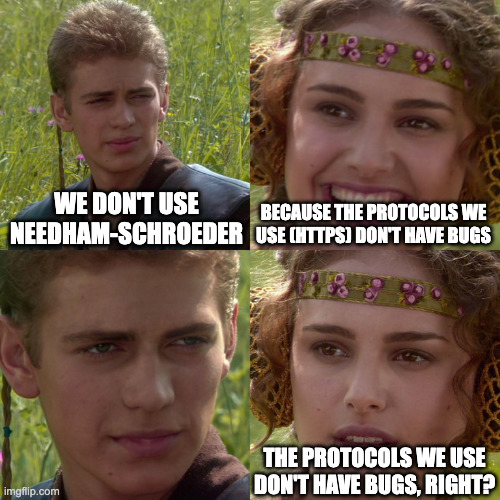 WE DON'T USE
NEEDHAM-SCHROEDER
BECAUSE THE PROTOCOLS WE
USE (HTTPS) DON'T HAVE BUGS
THE PROTOCOLS WE USE
DON'T HAVE BUGS, RIGHT?
imgflip.com